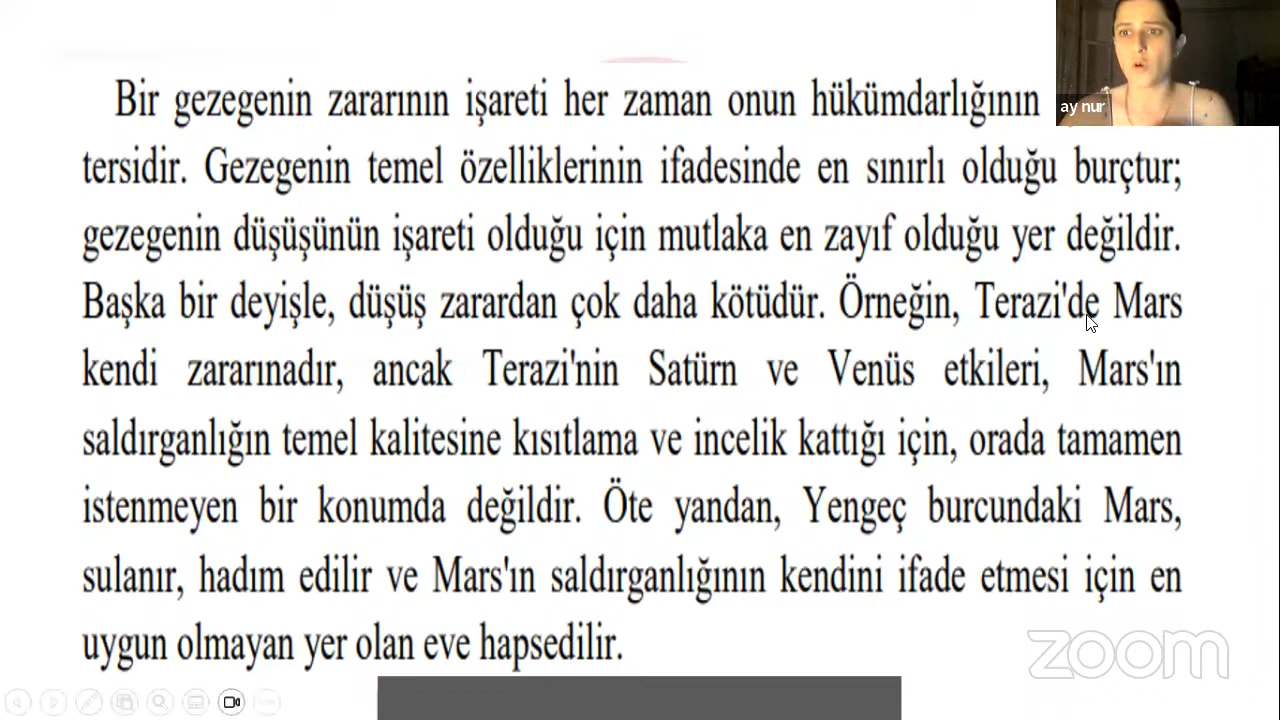 Bir gezegenin zararının işareti her zaman onun hükümdarlığının
tersidir. Gezegenin temel özelliklerinin ifadesinde en sınırlı olduğu burçtur;
gezegenin düşüşünün işareti olduğu için mutlaka en zayıf olduğu yer değildir.
Başka bir deyişle, düşüş zarardan çok daha kötüdür. Örneğin, Terazi'de Mars
kendi zararınadır, ancak Terazi'nin Satürn ve Venüs etkileri, Mars'ın
saldırganlığın temel kalitesine kısıtlama ve incelik kattığı için, orada tamamen
istenmeyen bir konumda değildir. Öte yandan, Yengeç burcundaki Mars,
sulanır, hadım edilir ve Mars'ın saldırganlığının kendini ifade etmesi için en
uygun olmayan yer olan eve hapsedilir.
ay nur
zoom